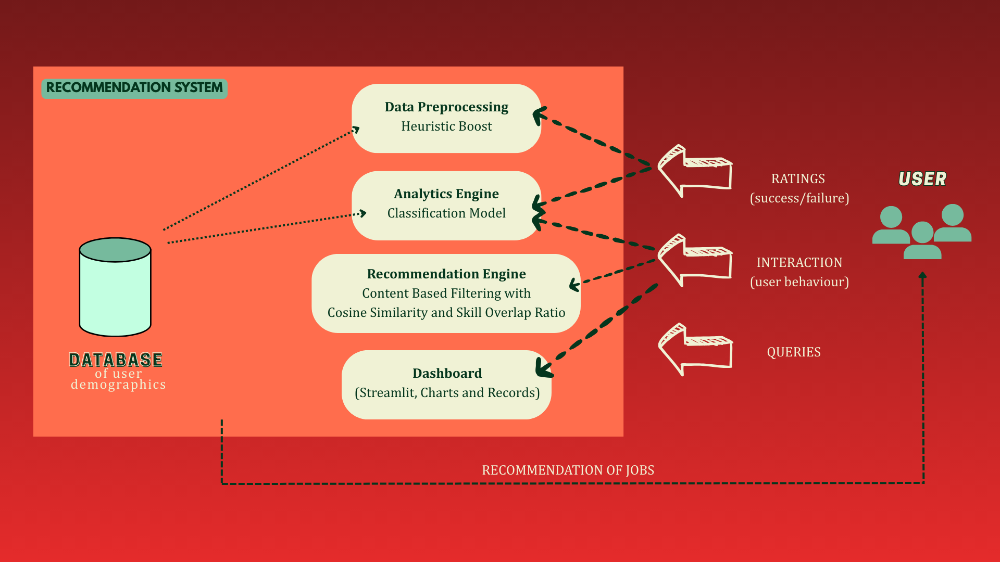 RECOMMENDATION SYSTEM
Data Preprocessing
Heuristic Boost
Analytics Engine
Classification Model
Recommendation Engine
Content Based Filtering with
Cosine Similarity and Skill Overlap Ratio
Dashboard
(Streamlit, Charts and Records)
DATABASE
of user
demographics
RATINGS
(success/failure)
INTERACTION
(user behaviour)
QUERIES
USER
RECOMMENDATION OF JOBS